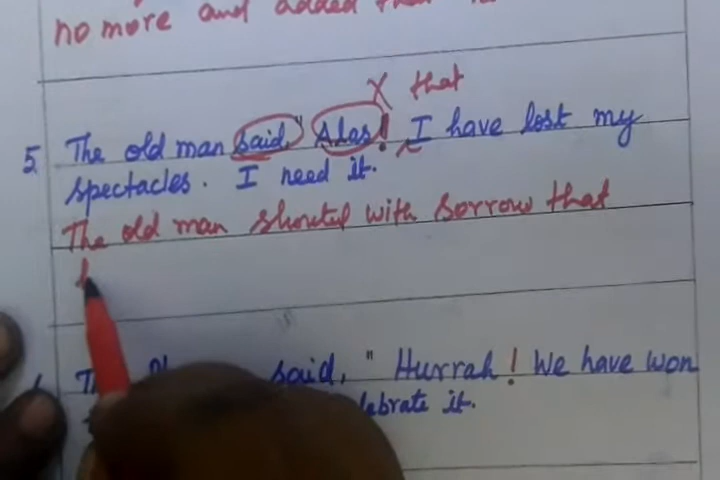 no more and added that
X that
5. The old man said, "Alas! I have lost my
spectacles. I need it.
The old man shouted with sorrow that
h
said, "Hurrah! We have won
it.